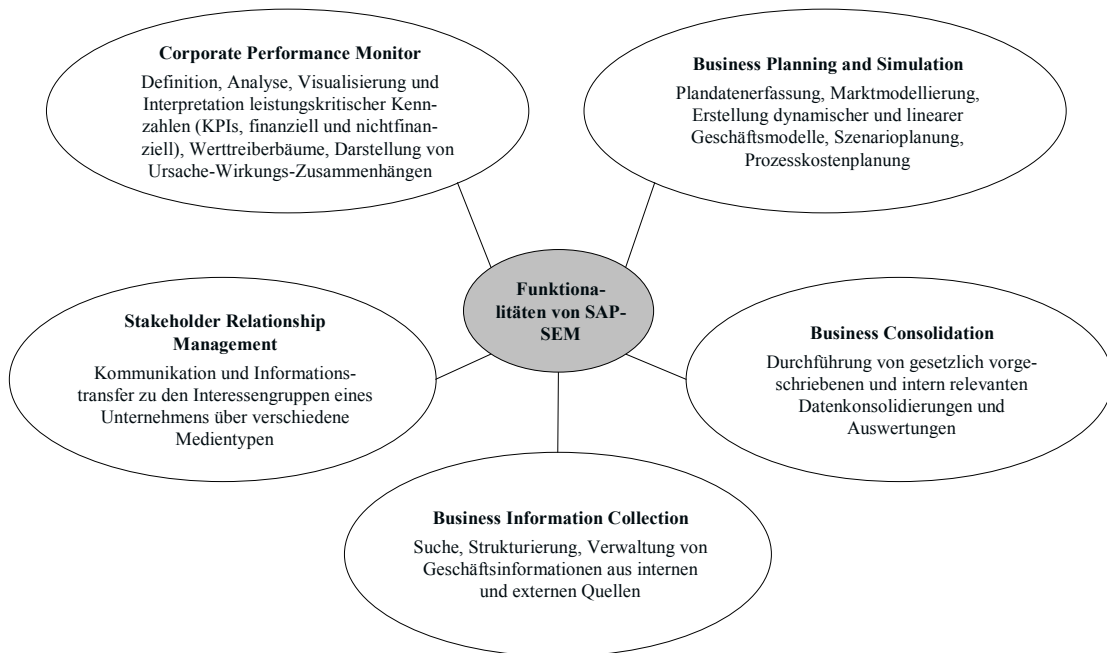 Corporate Performance Monitor
Definition, Analyse, Visualisierung und
Interpretation leistungskritischer Kenn-
zahlen (KPIs, finanziell und nichtfinan-
ziell), Werttreiberbäume, Darstellung von
Ursache-Wirkungs-Zusammenhängen
Business Planning and Simulation
Plandatenerfassung, Marktmodellierung,
Erstellung dynamischer und linearer
Geschäftsmodelle, Szenarioplanung,
Prozesskostenplanung
Funktiona-
litäten von SAP-
SEM
Stakeholder Relationship
Management
Kommunikation und Informations-
transfer zu den Interessengruppen eines
Unternehmens über verschiedene
Medientypen
Business Consolidation
Durchführung von gesetzlich vorge-
schriebenen und intern relevanten
Datenkonsolidierungen und
Auswertungen
Business Information Collection
Suche, Strukturierung, Verwaltung von
Geschäftsinformationen aus internen
und externen Quellen